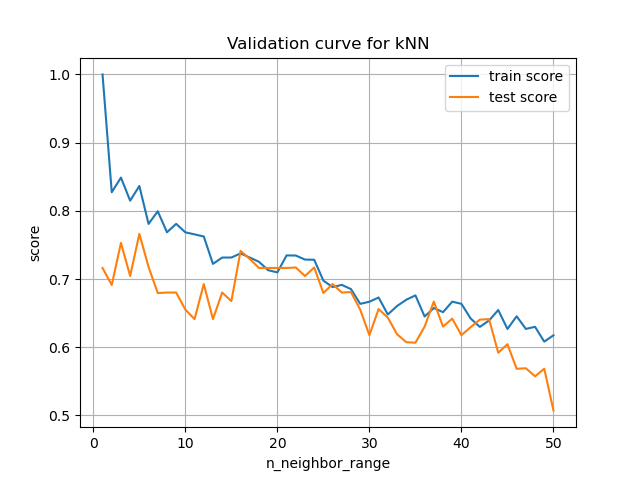 Validation curve for kNN
train score
test score
1.0
0.9
0.8
0.7
0.6
0.5
score
0 10 20 30 40 50
n_neighbor_range